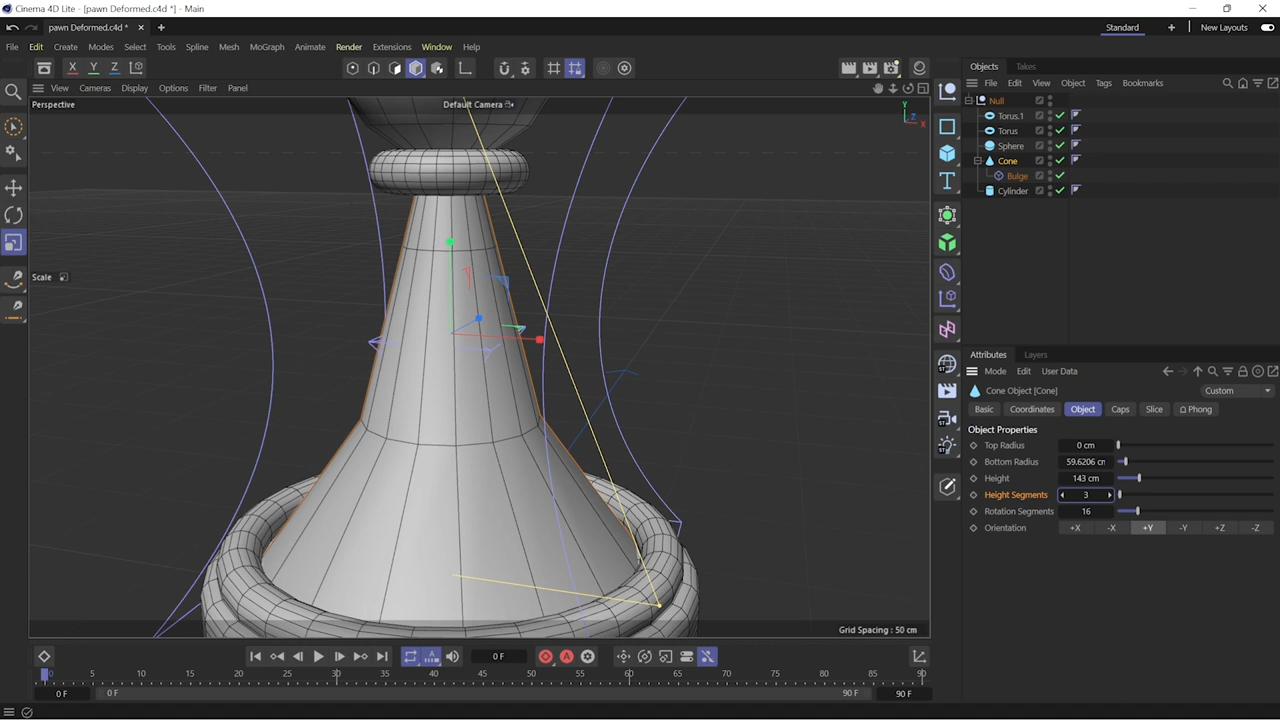 Cinema 4D Lite - [pawn Deformed.c4d *] - Main
pawn Deformed.c4d *
Standard
New Layouts
File Edit Create Modes Select Tools Spline Mesh MoGraph Animate Render Extensions Window Help
X Y Z
View Cameras Display Options Filter Panel
Perspective
Default Camera
Y
Z
X
Scale
Grid Spacing : 50 cm
Objects Takes
File Edit View Object Tags Bookmarks
Null
Torus.1
Torus
Sphere
Cone
Bulge
Cylinder
Attributes Layers
Mode Edit User Data
Cone Object [Cone]
Custom
Basic Coordinates Object Caps Slice Phong
Object Properties
Top Radius 0 cm
Bottom Radius 59.6206 cm
Height 143 cm
Height Segments 3
Rotation Segments 16
Orientation +X -X +Y -Y +Z -Z
0 F
0 5 10 15 20 25 30 35 40 45 50 55 60 65 70 75 80 85 90
0 F 0 F 90 F 90 F